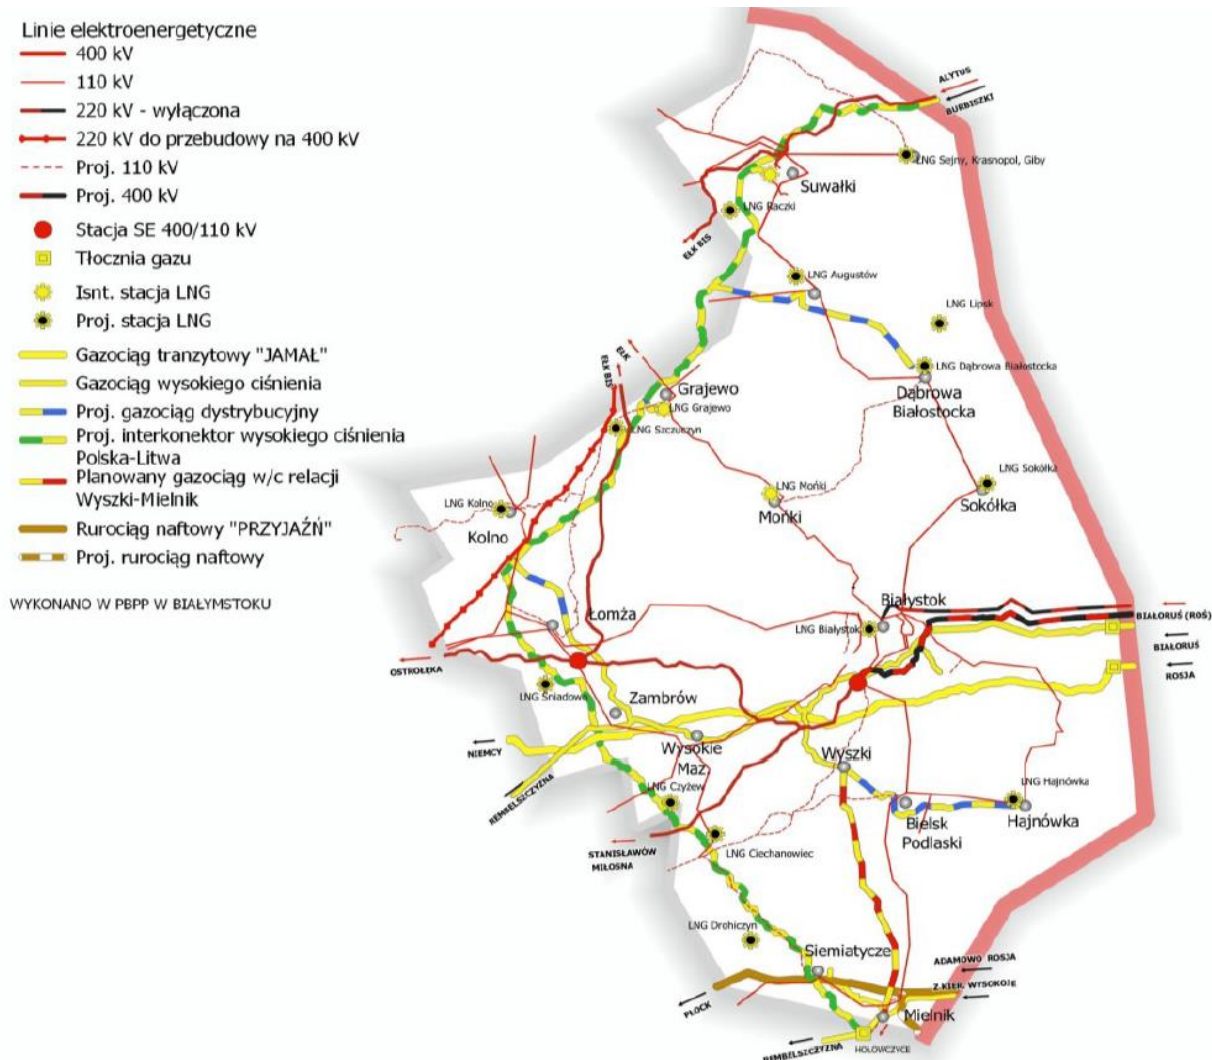 Linie elektroenergetyczne
400 kV
110 kV
220 kV - wyłączona
220 kV do przebudowy na 400 kV
Proj. 110 kV
Proj. 400 kV
Stacja SE 400/110 kV
Tłocznia gazu
Isnt. stacja LNG
Proj. stacja LNG
Gazociąg tranzytowy "JAMAŁ"
Gazociąg wysokiego ciśnienia
Proj. gazociąg dystrybucyjny
Proj. interkonektor wysokiego ciśnienia
Polska-Litwa
Planowany gazociąg w/c relacji
Wyszki-Mielnik
Rurociąg naftowy "PRZYJAŹŃ"
Proj. rurociąg naftowy
WYKONANO W PBPP W BIAŁYMSTOKU
ALYTUS
BURBISZKI
LNG Sejny, Krasnopol, Giby
Suwałki
LNG Raczki
EŁK BIS
LNG Augustów
LNG Lipsk
EŁK
EŁK BIS
LNG Dąbrowa Białostocka
Grajewo
Dąbrowa
Białostocka
LNG Grajewo
LNG Szczuczyn
LNG Sokółka
LNG Mońki
LNG Kolno
Sokółka
Mońki
Kolno
Białystok
Łomża
BIAŁORUŚ (ROŚ)
LNG Białystok
BIAŁORUŚ
OSTROŁĘKA
ROSJA
LNG Śniadowo
Zambrów
NIEMCY
Wysokie
Maz.
Wyszki
REMBELSZCZYZNA
LNG Czyżew
LNG Hajnówka
Bielsk
Podlaski
Hajnówka
STANISŁAWÓW
MIŁOSNA
LNG Ciechanowiec
LNG Drohiczyn
Siemiatycze
ADAMOWO ROSJA
Z KIER. WYSOKOJE
PŁOCK
Mielnik
REMBELSZCZYZNA
HOŁOWCZYCE